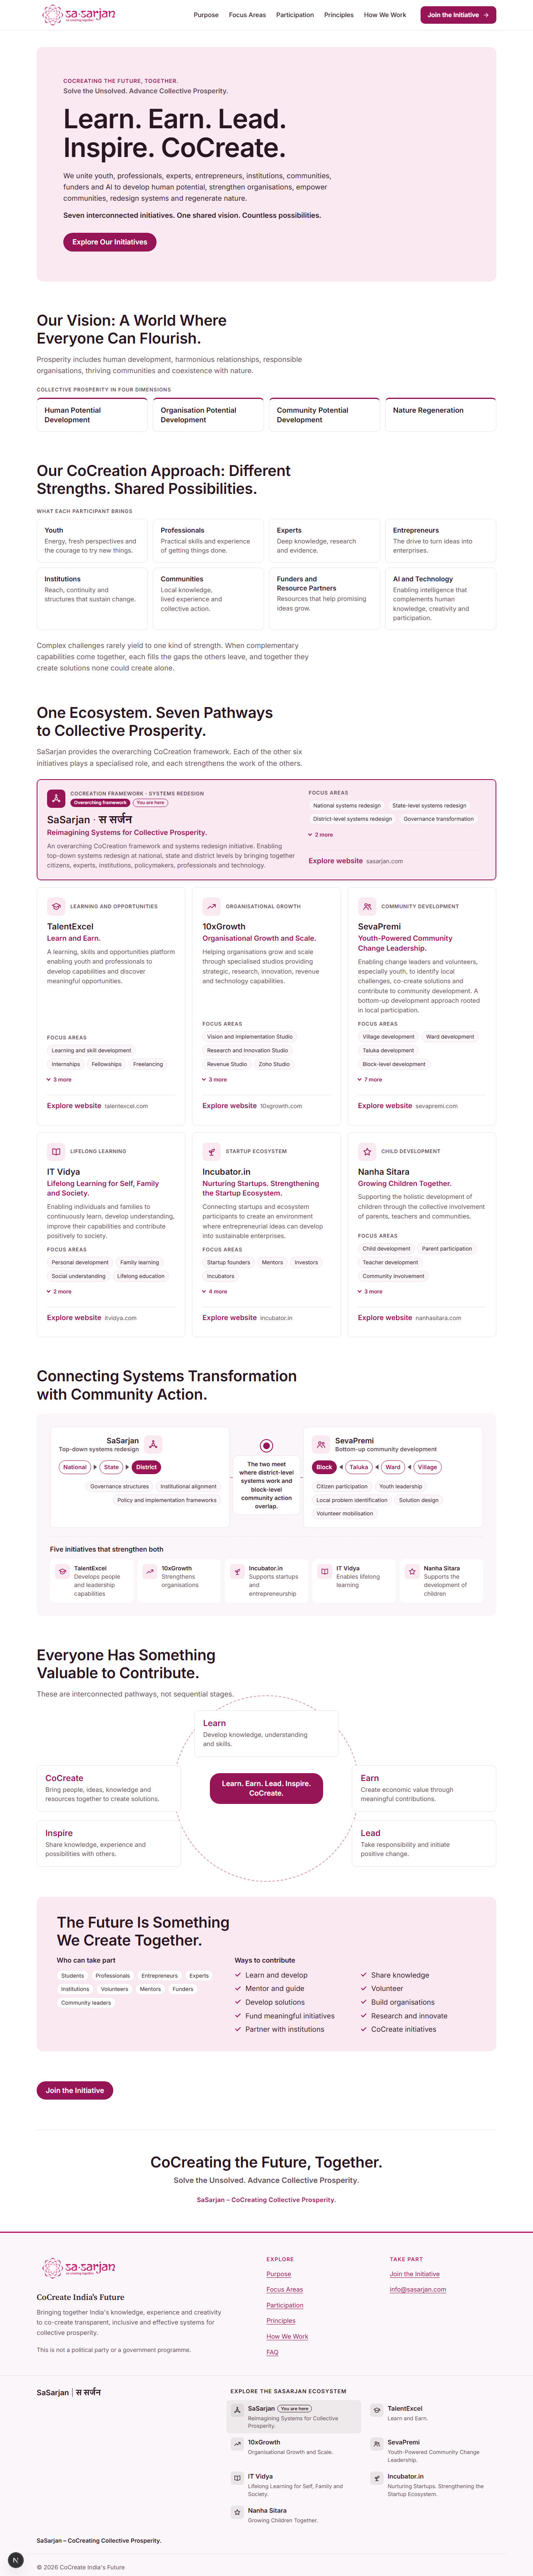 sa·sarjan
co-creating together
Purpose
Focus Areas
Participation
Principles
How We Work
Join the Initiative →
COCREATING THE FUTURE, TOGETHER.
Solve the Unsolved. Advance Collective Prosperity.
Learn. Earn. Lead.
Inspire. CoCreate.
We unite youth, professionals, experts, entrepreneurs, institutions, communities,
funders and AI to develop human potential, strengthen organisations, empower
communities, redesign systems and regenerate nature.
Seven interconnected initiatives. One shared vision. Countless possibilities.
Explore Our Initiatives
Our Vision: A World Where
Everyone Can Flourish.
Prosperity includes human development, harmonious relationships, responsible
organisations, thriving communities and coexistence with nature.
COLLECTIVE PROSPERITY IN FOUR DIMENSIONS
Human Potential
Development
Organisation Potential
Development
Community Potential
Development
Nature Regeneration
Our CoCreation Approach: Different
Strengths. Shared Possibilities.
WHAT EACH PARTICIPANT BRINGS
Youth
Energy, fresh perspectives and
the courage to try new things.
Professionals
Practical skills and experience
of getting things done.
Experts
Deep knowledge, research
and evidence.
Entrepreneurs
The drive to turn ideas into
enterprises.
Institutions
Reach, continuity and
structures that sustain change.
Communities
Local knowledge,
lived experience and
collective action.
Funders and
Resource Partners
Resources that help promising
ideas grow.
AI and Technology
Enabling intelligence that
complements human
knowledge, creativity and
participation.
Complex challenges rarely yield to one kind of strength. When complementary
capabilities come together, each fills the gaps the others leave, and together they
create solutions none could create alone.
One Ecosystem. Seven Pathways
to Collective Prosperity.
SaSarjan provides the overarching CoCreation framework. Each of the other six
initiatives plays a specialised role, and each strengthens the work of the others.
COCREATION FRAMEWORK · SYSTEMS REDESIGN
Overarching framework
You are here
SaSarjan · स सर्जन
Reimagining Systems for Collective Prosperity.
An overarching CoCreation framework and systems redesign initiative. Enabling
top-down systems redesign at national, state and district levels by bringing together
citizens, experts, institutions, policymakers, professionals and technology.
FOCUS AREAS
National systems redesign
State-level systems redesign
District-level systems redesign
Governance transformation
2 more
Explore website sasarjan.com
LEARNING AND OPPORTUNITIES
TalentExcel
Learn and Earn.
A learning, skills and opportunities platform
enabling youth and professionals to
develop capabilities and discover
meaningful opportunities.
FOCUS AREAS
Learning and skill development
Internships
Fellowships
Freelancing
3 more
Explore website talentexcel.com
ORGANISATIONAL GROWTH
10xGrowth
Organisational Growth and Scale.
Helping organisations grow and scale
through specialised studios providing
strategic, research, innovation, revenue
and technology capabilities.
FOCUS AREAS
Vision and Implementation Studio
Research and Innovation Studio
Revenue Studio
Zoho Studio
3 more
Explore website 10xgrowth.com
COMMUNITY DEVELOPMENT
SevaPremi
Youth-Powered Community
Change Leadership.
Enabling change leaders and volunteers,
especially youth, to identify local
challenges, co-create solutions and
contribute to community development. A
bottom-up development approach rooted
in local participation.
FOCUS AREAS
Village development
Ward development
Taluka development
Block-level development
7 more
Explore website sevapremi.com
LIFELONG LEARNING
IT Vidya
Lifelong Learning for Self, Family
and Society.
Enabling individuals and families to
continuously learn, develop understanding,
improve their capabilities and contribute
positively to society.
FOCUS AREAS
Personal development
Family learning
Social understanding
Lifelong education
2 more
Explore website itvidya.com
STARTUP ECOSYSTEM
Incubator.in
Nurturing Startups. Strengthening
the Startup Ecosystem.
Connecting startups and ecosystem
participants to create an environment
where entrepreneurial ideas can develop
into sustainable enterprises.
FOCUS AREAS
Startup founders
Mentors
Investors
Incubators
4 more
Explore website incubator.in
CHILD DEVELOPMENT
Nanha Sitara
Growing Children Together.
Supporting the holistic development of
children through the collective involvement
of parents, teachers and communities.
FOCUS AREAS
Child development
Parent participation
Teacher development
Community involvement
3 more
Explore website nanhasitara.com
Connecting Systems Transformation
with Community Action.
SaSarjan
Top-down systems redesign
National
State
District
Governance structures
Institutional alignment
Policy and implementation frameworks
The two meet
where district-level
systems work and
block-level
community action
overlap.
SevaPremi
Bottom-up community development
Block
Taluka
Ward
Village
Citizen participation
Youth leadership
Local problem identification
Solution design
Volunteer mobilisation
Five initiatives that strengthen both
TalentExcel
Develops people
and leadership
capabilities
10xGrowth
Strengthens
organisations
Incubator.in
Supports startups
and
entrepreneurship
IT Vidya
Enables lifelong
learning
Nanha Sitara
Supports the
development of
children
Everyone Has Something
Valuable to Contribute.
These are interconnected pathways, not sequential stages.
Learn
Develop knowledge, understanding
and skills.
CoCreate
Bring people, ideas, knowledge and
resources together to create solutions.
Learn. Earn. Lead. Inspire.
CoCreate.
Earn
Create economic value through
meaningful contributions.
Inspire
Share knowledge, experience and
possibilities with others.
Lead
Take responsibility and initiate
positive change.
The Future Is Something
We Create Together.
Who can take part
Students
Professionals
Entrepreneurs
Experts
Institutions
Volunteers
Mentors
Funders
Community leaders
Ways to contribute
Learn and develop
Share knowledge
Mentor and guide
Volunteer
Develop solutions
Build organisations
Fund meaningful initiatives
Research and innovate
Partner with institutions
CoCreate initiatives
Join the Initiative
CoCreating the Future, Together.
Solve the Unsolved. Advance Collective Prosperity.
SaSarjan – CoCreating Collective Prosperity.
sa·sarjan
co-creating together
CoCreate India's Future
Bringing together India's knowledge, experience and creativity
to co-create transparent, inclusive and effective systems for
collective prosperity.
This is not a political party or a government programme.
EXPLORE
Purpose
Focus Areas
Participation
Principles
How We Work
FAQ
TAKE PART
Join the Initiative
info@sasarjan.com
SaSarjan | स सर्जन
EXPLORE THE SASARJAN ECOSYSTEM
SaSarjan You are here
Reimagining Systems for Collective
Prosperity.
TalentExcel
Learn and Earn.
10xGrowth
Organisational Growth and Scale.
SevaPremi
Youth-Powered Community Change
Leadership.
IT Vidya
Lifelong Learning for Self, Family and
Society.
Incubator.in
Nurturing Startups. Strengthening the
Startup Ecosystem.
Nanha Sitara
Growing Children Together.
SaSarjan – CoCreating Collective Prosperity.
N
© 2026 CoCreate India's Future